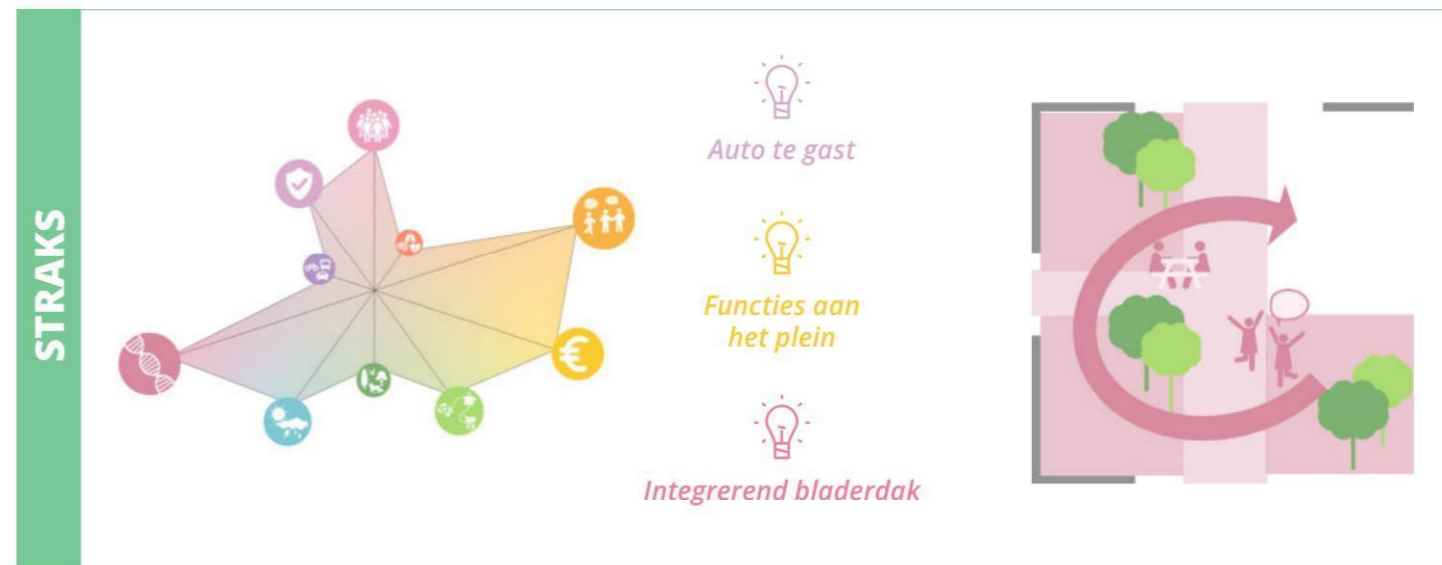 STRAKS
Auto te gast
Functies aan
het plein
Integrerend bladerdak
€